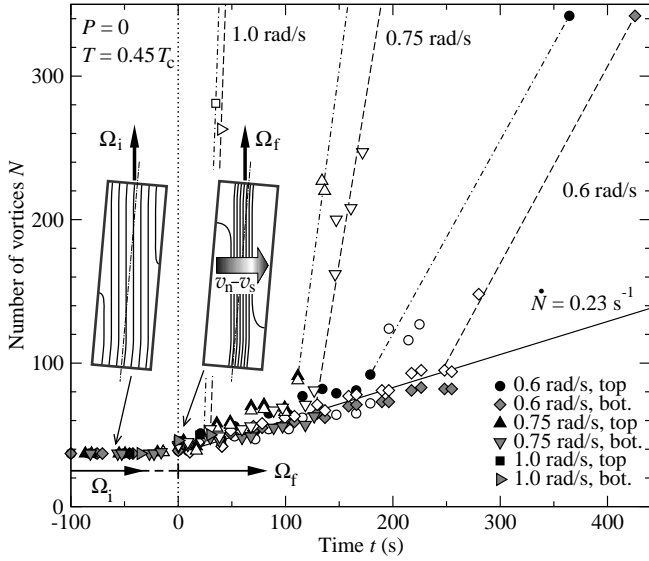 P = 0
T = 0.45 T_c
1.0 rad/s
0.75 rad/s
0.6 rad/s
Ω_i
Ω_f
v_n–v_s
Ṅ = 0.23 s⁻¹
0.6 rad/s, top
0.6 rad/s, bot.
0.75 rad/s, top
0.75 rad/s, bot.
1.0 rad/s, top
1.0 rad/s, bot.
Ω_i
Ω_f
Number of vortices N
0
100
200
300
-100
0
100
200
300
400
Time t (s)